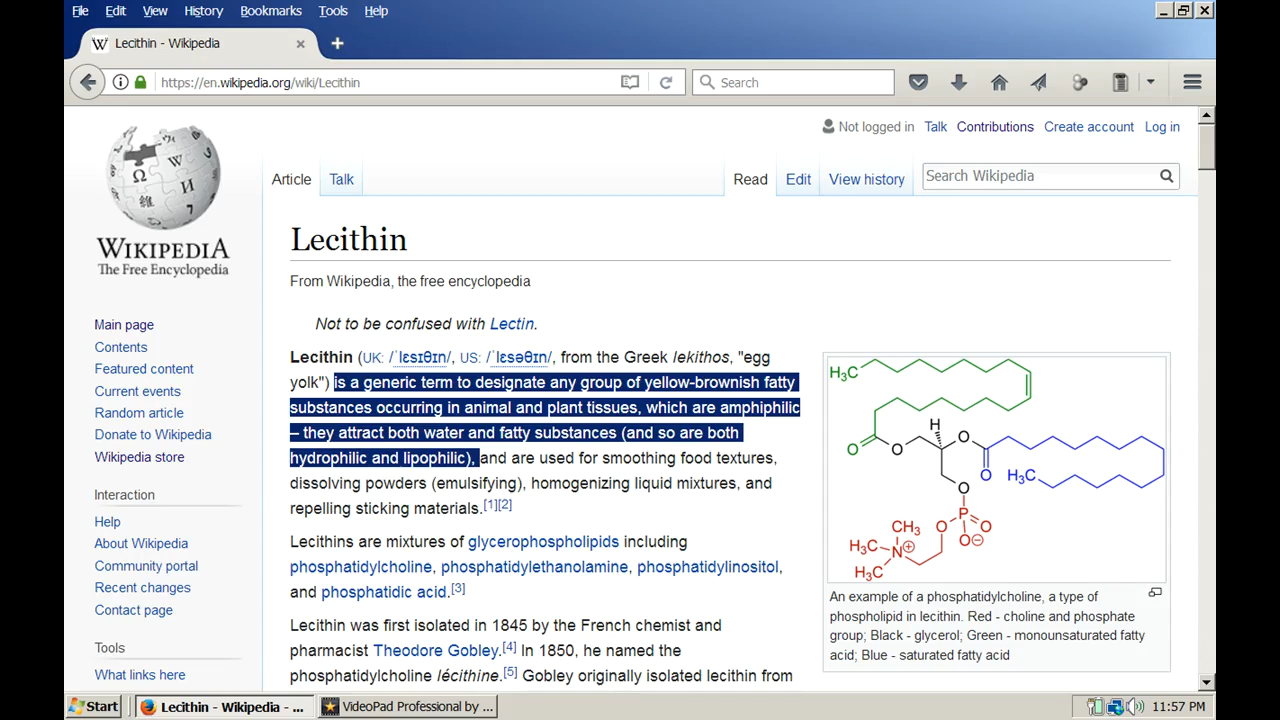 File Edit View History Bookmarks Tools Help
Lecithin - Wikipedia
https://en.wikipedia.org/wiki/Lecithin
Search
Not logged in Talk Contributions Create account Log in
Article Talk Read Edit View history Search Wikipedia
WIKIPEDIA
The Free Encyclopedia
Main page
Contents
Featured content
Current events
Random article
Donate to Wikipedia
Wikipedia store
Interaction
Help
About Wikipedia
Community portal
Recent changes
Contact page
Tools
What links here
Lecithin
From Wikipedia, the free encyclopedia
Not to be confused with Lectin.
Lecithin (UK: /ˈlɛsɪθɪn/, US: /ˈlɛsəθɪn/, from the Greek lekithos, "egg
yolk") is a generic term to designate any group of yellow-brownish fatty
substances occurring in animal and plant tissues, which are amphiphilic
– they attract both water and fatty substances (and so are both
hydrophilic and lipophilic), and are used for smoothing food textures,
dissolving powders (emulsifying), homogenizing liquid mixtures, and
repelling sticking materials.[1][2]
Lecithins are mixtures of glycerophospholipids including
phosphatidylcholine, phosphatidylethanolamine, phosphatidylinositol,
and phosphatidic acid.[3]
Lecithin was first isolated in 1845 by the French chemist and
pharmacist Theodore Gobley.[4] In 1850, he named the
phosphatidylcholine lécithine.[5] Gobley originally isolated lecithin from
H₃C
H
O O O
O H₃C
O
CH₃ O P O
H₃C N⊕ O⊖
H₃C
An example of a phosphatidylcholine, a type of
phospholipid in lecithin. Red - choline and phosphate
group; Black - glycerol; Green - monounsaturated fatty
acid; Blue - saturated fatty acid
Start Lecithin - Wikipedia - ... VideoPad Professional by ... 11:57 PM